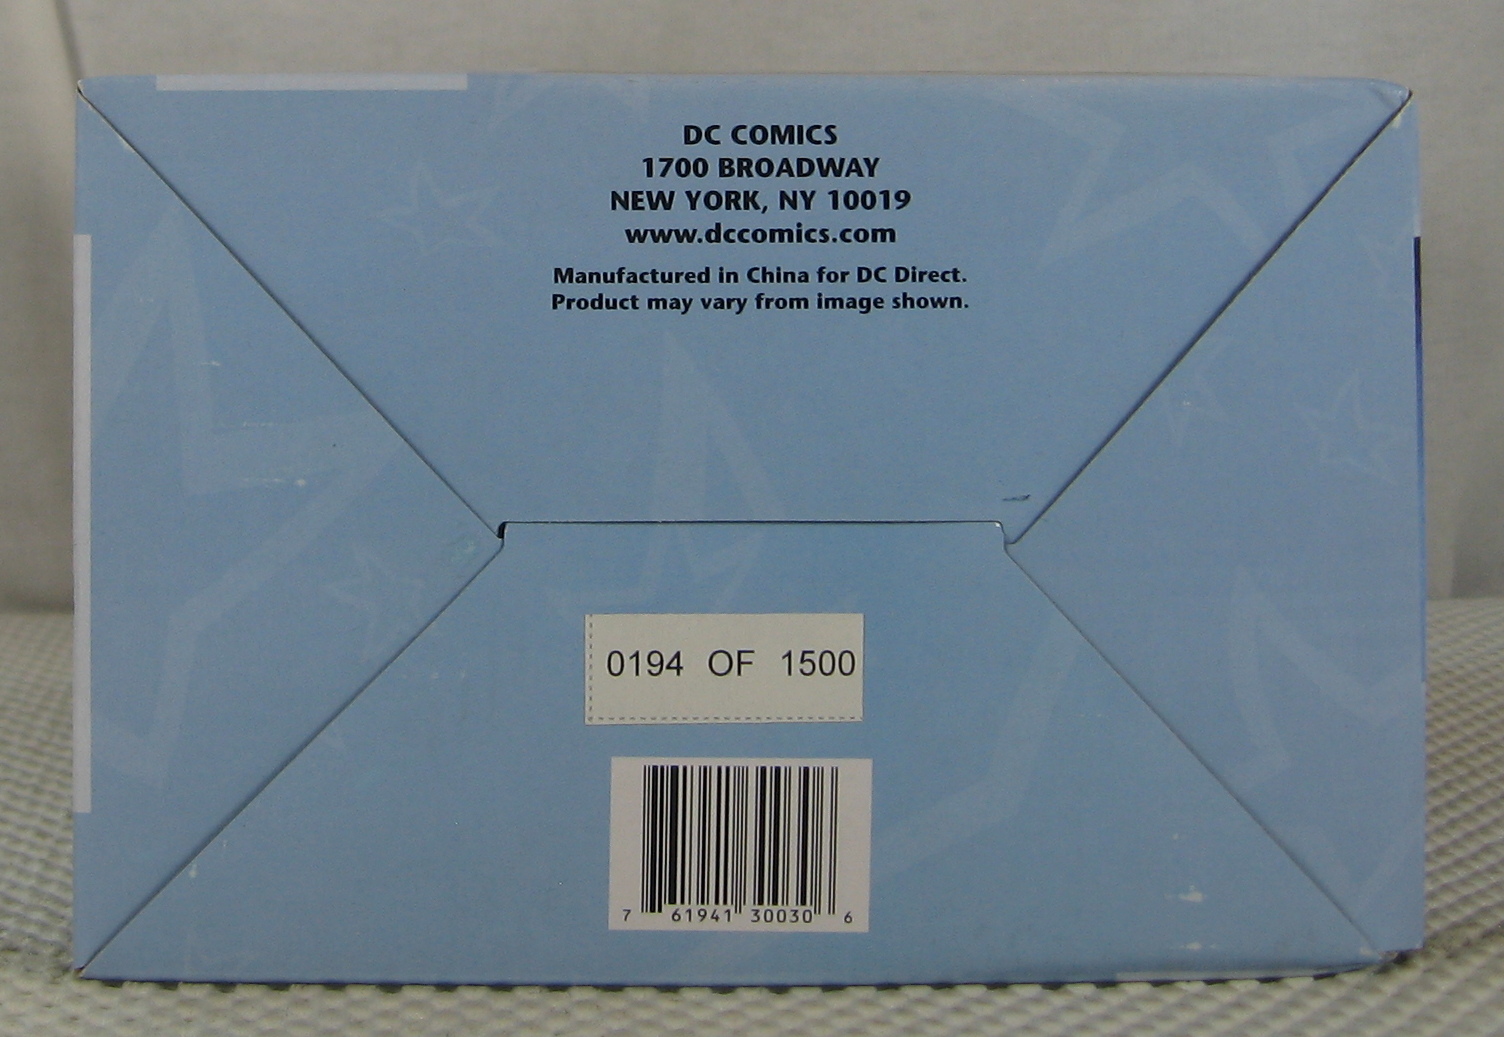 DC COMICS
1700 BROADWAY
NEW YORK, NY 10019
www.dccomics.com
Manufactured in China for DC Direct.
Product may vary from image shown.
0194 OF 1500
7 61941 30030 6